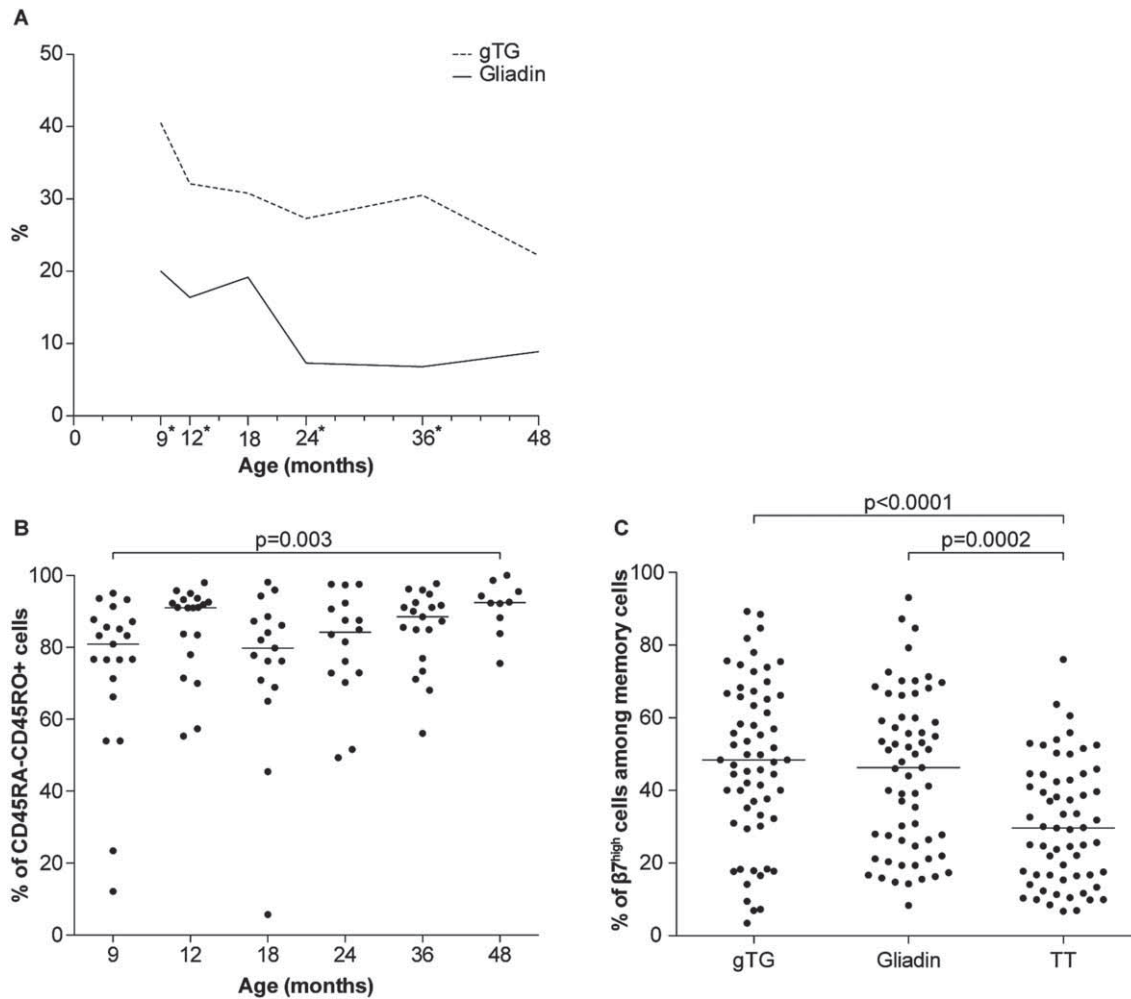 A
50
40
30
20
10
0
%
gTG
Gliadin
0 9* 12* 18 24* 36* 48
Age (months)
B
p=0.003
100
80
60
40
20
0
% of CD45RA-CD45RO+ cells
9 12 18 24 36 48
Age (months)
C
p<0.0001
p=0.0002
100
80
60
40
20
0
% of β7high cells among memory cells
gTG Gliadin TT